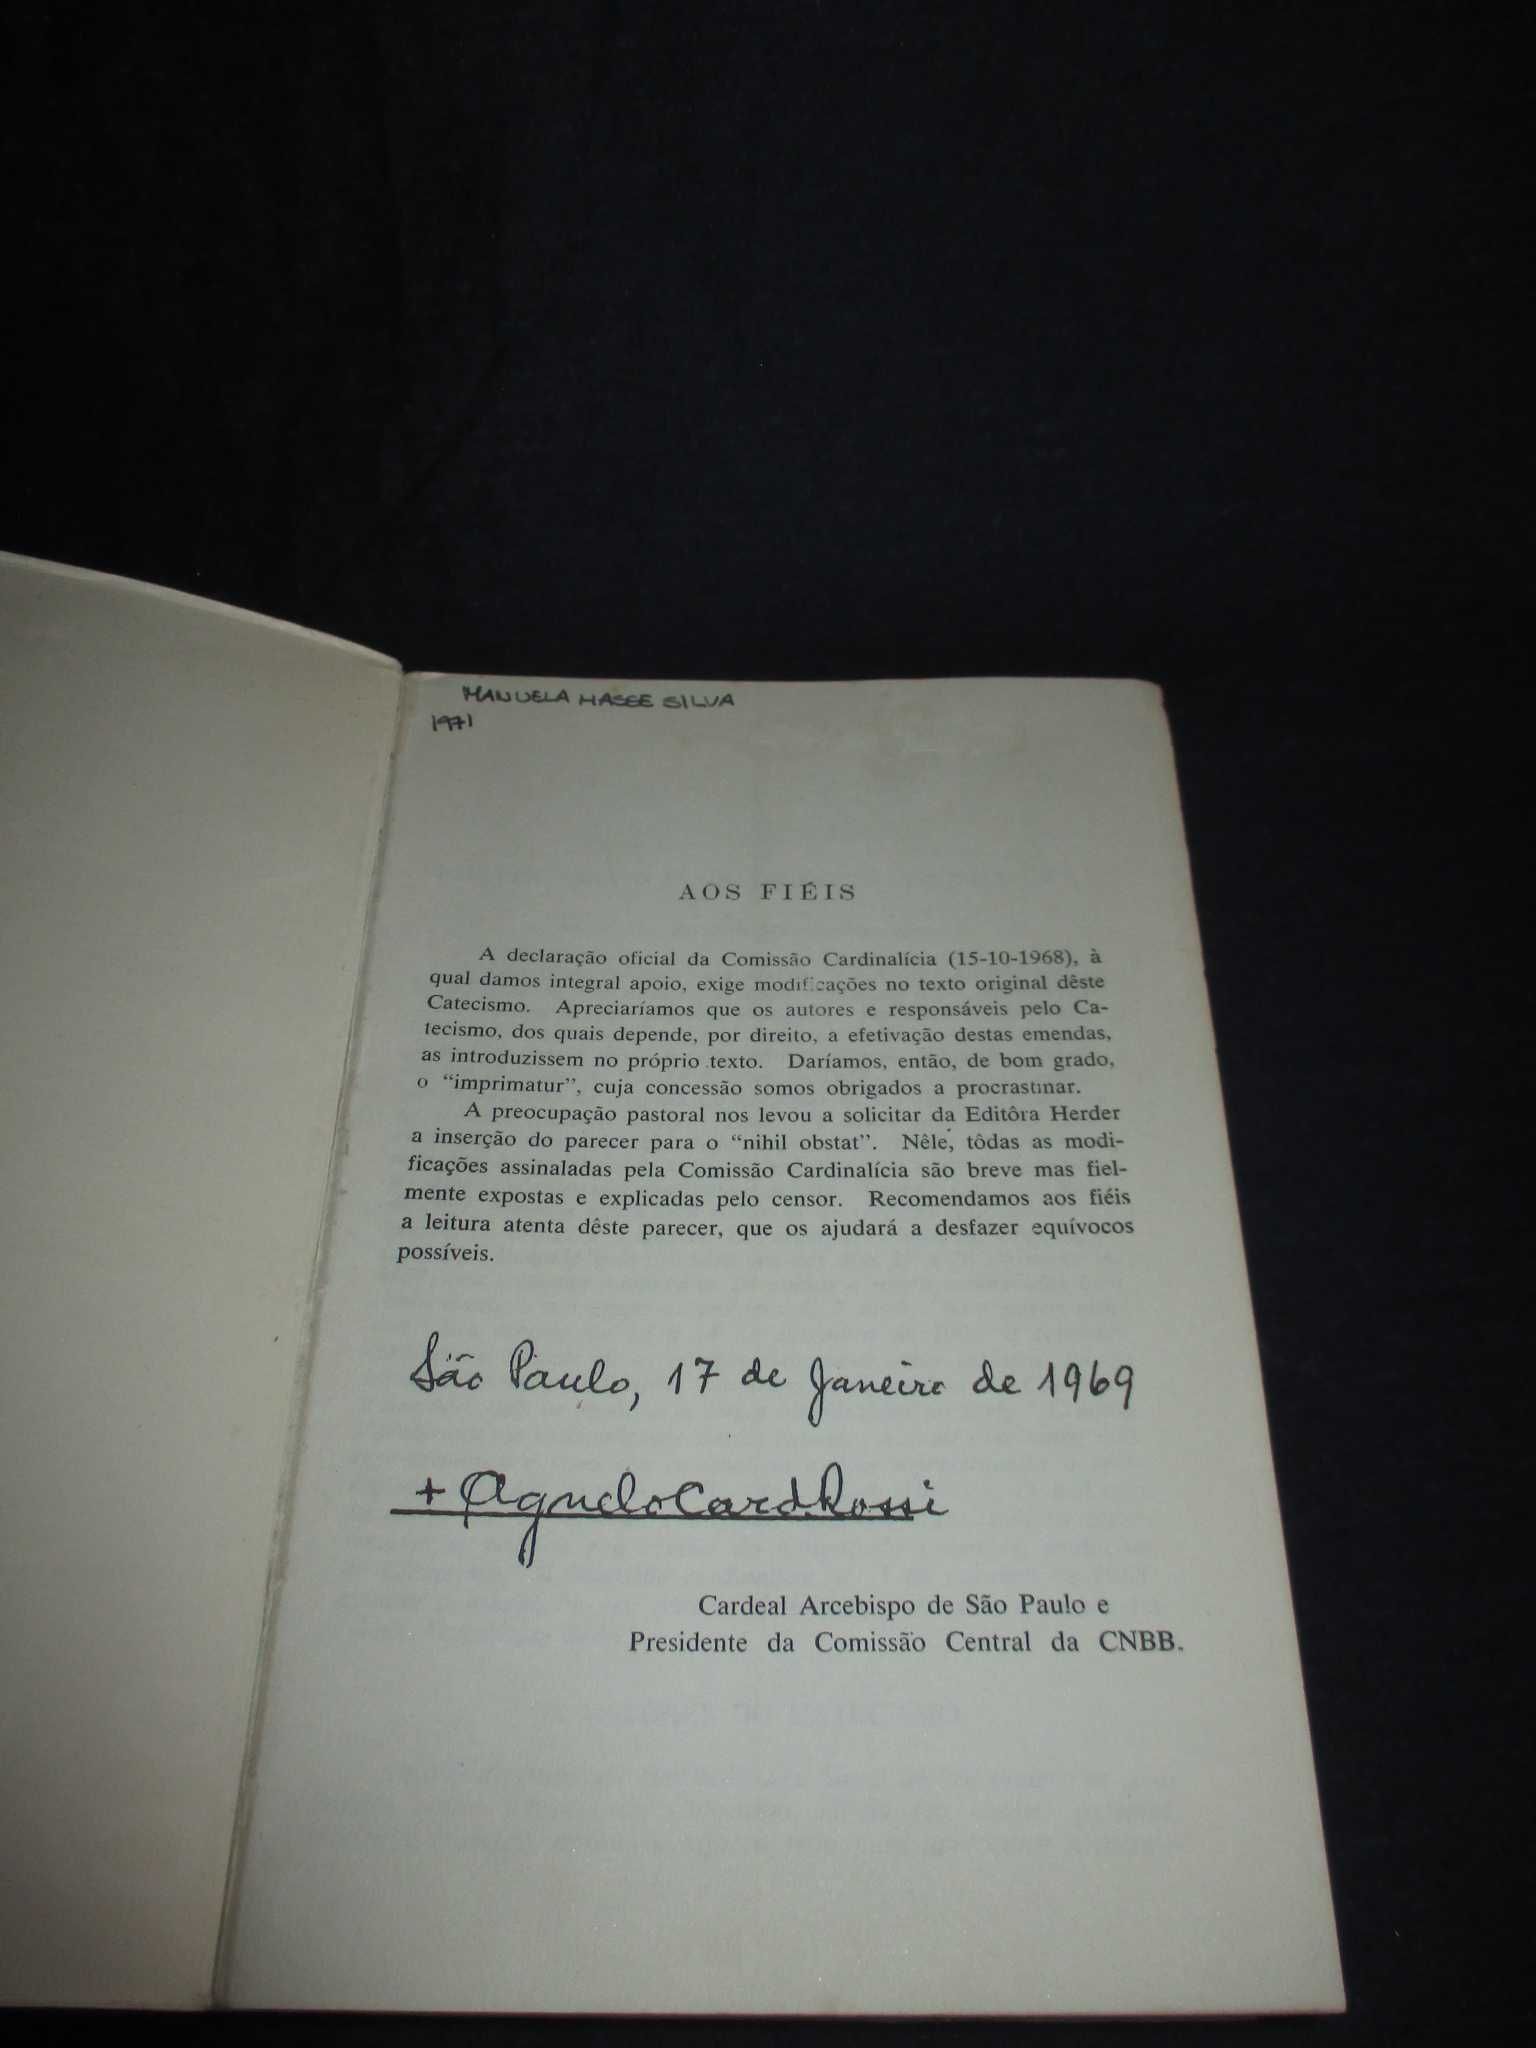 MANUELA HASSE SILVA
1971
AOS FIÉIS
A declaração oficial da Comissão Cardinalícia (15-10-1968), à
qual damos integral apoio, exige modificações no texto original dêste
Catecismo. Apreciaríamos que os autores e responsáveis pelo Ca-
tecismo, dos quais depende, por direito, a efetivação destas emendas,
as introduzissem no próprio texto. Daríamos, então, de bom grado,
o “imprimatur”, cuja concessão somos obrigados a procrastinar.
A preocupação pastoral nos levou a solicitar da Editôra Herder
a inserção do parecer para o “nihil obstat”. Nêle, tôdas as modi-
ficações assinaladas pela Comissão Cardinalícia são breve mas fiel-
mente expostas e explicadas pelo censor. Recomendamos aos fiéis
a leitura atenta dêste parecer, que os ajudará a desfazer equívocos
possíveis.
São Paulo, 17 de Janeiro de 1969
+ Agnelo Card. Rossi
Cardeal Arcebispo de São Paulo e
Presidente da Comissão Central da CNBB.